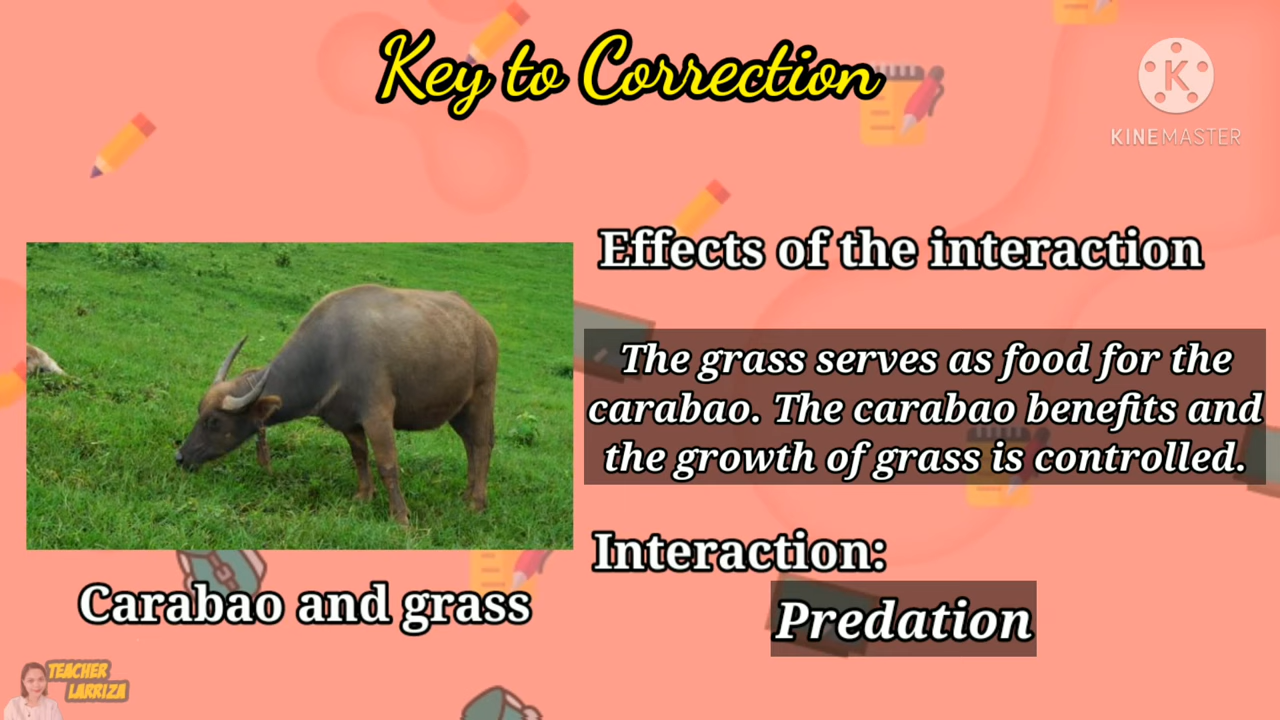 Key to Correction
KINEMASTER
Effects of the interaction
The grass serves as food for the
carabao. The carabao benefits and
the growth of grass is controlled.
Interaction:
Predation
Carabao and grass
TEACHER
LARRIZA